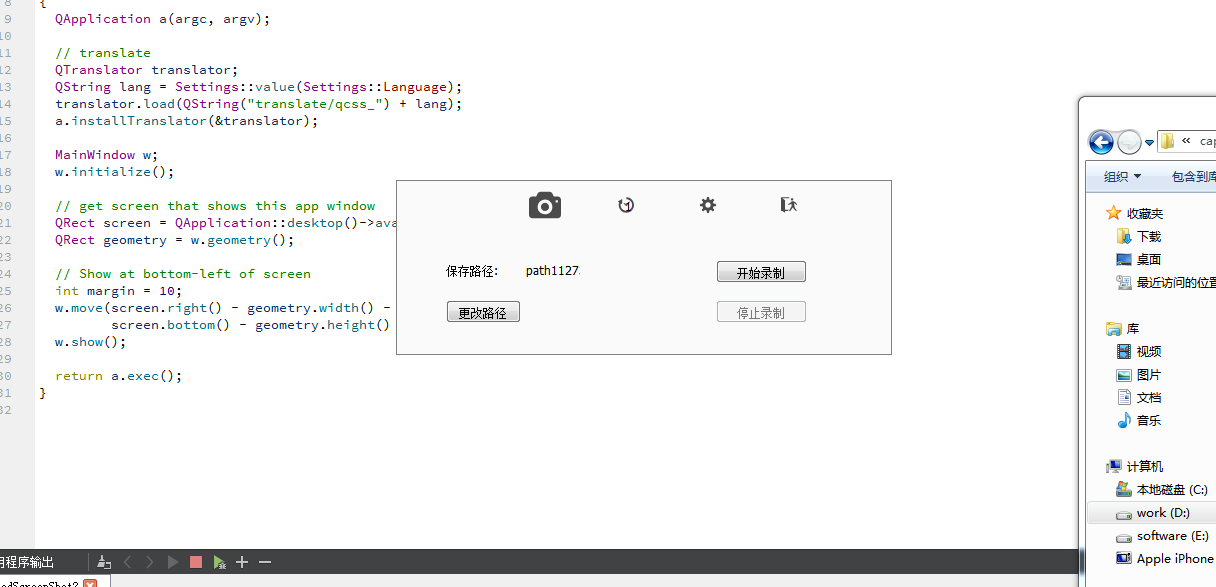 8 {
9 QApplication a(argc, argv);
10
11 // translate
12 QTranslator translator;
13 QString lang = Settings::value(Settings::Language);
14 translator.load(QString("translate/qcss_") + lang);
15 a.installTranslator(&translator);
16
17 MainWindow w;
18 w.initialize();
19
20 // get screen that shows this app window
21 QRect screen = QApplication::desktop()->ava
22 QRect geometry = w.geometry();
23
24 // Show at bottom-left of screen
25 int margin = 10;
26 w.move(screen.right() - geometry.width() -
27 screen.bottom() - geometry.height()
28 w.show();
29
30 return a.exec();
31 }
32
保存路径: path1127
开始录制
更改路径
停止录制
« cap
组织 包含到库
收藏夹
下载
桌面
最近访问的位置
库
视频
图片
文档
音乐
计算机
本地磁盘 (C:)
work (D:)
software (E:)
Apple iPhone
用程序输出
edScreenShot2